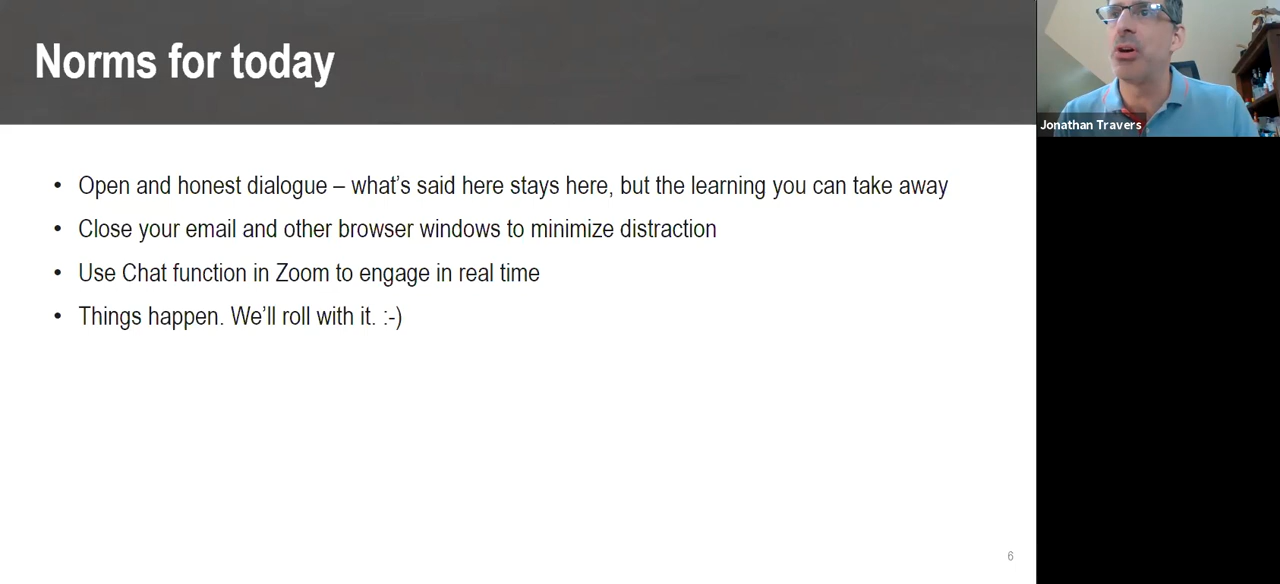 Norms for today
Jonathan Travers
• Open and honest dialogue – what’s said here stays here, but the learning you can take away
• Close your email and other browser windows to minimize distraction
• Use Chat function in Zoom to engage in real time
• Things happen. We’ll roll with it. :-)
6